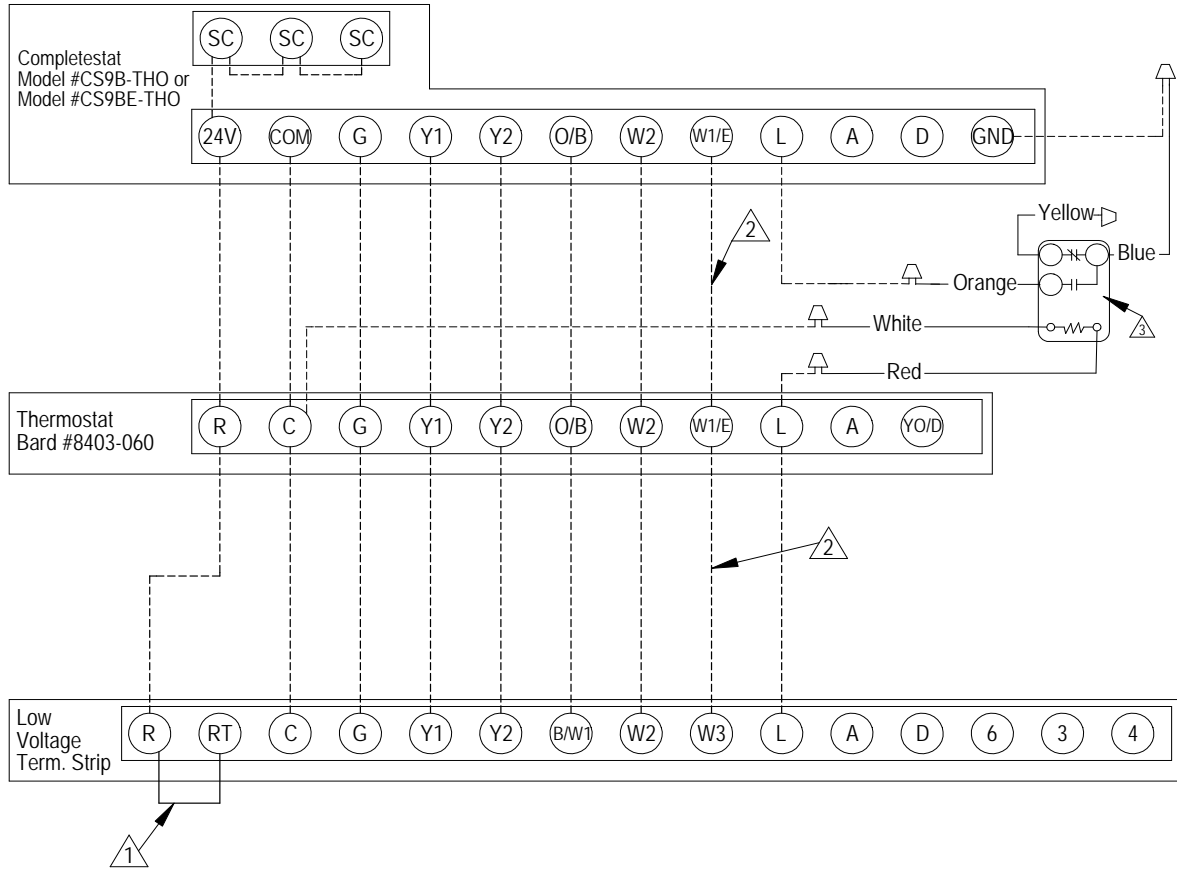 SC SC SC
Completestat
Model #CS9B-THO or
Model #CS9BE-THO
24V COM G Y1 Y2 O/B W2 W1/E L A D GND
Yellow
2
Blue
Orange
3
White
Red
Thermostat
Bard #8403-060
R C G Y1 Y2 O/B W2 W1/E L A YO/D
2
Low
Voltage
Term. Strip
R RT C G Y1 Y2 B/W1 W2 W3 L A D 6 3 4
1